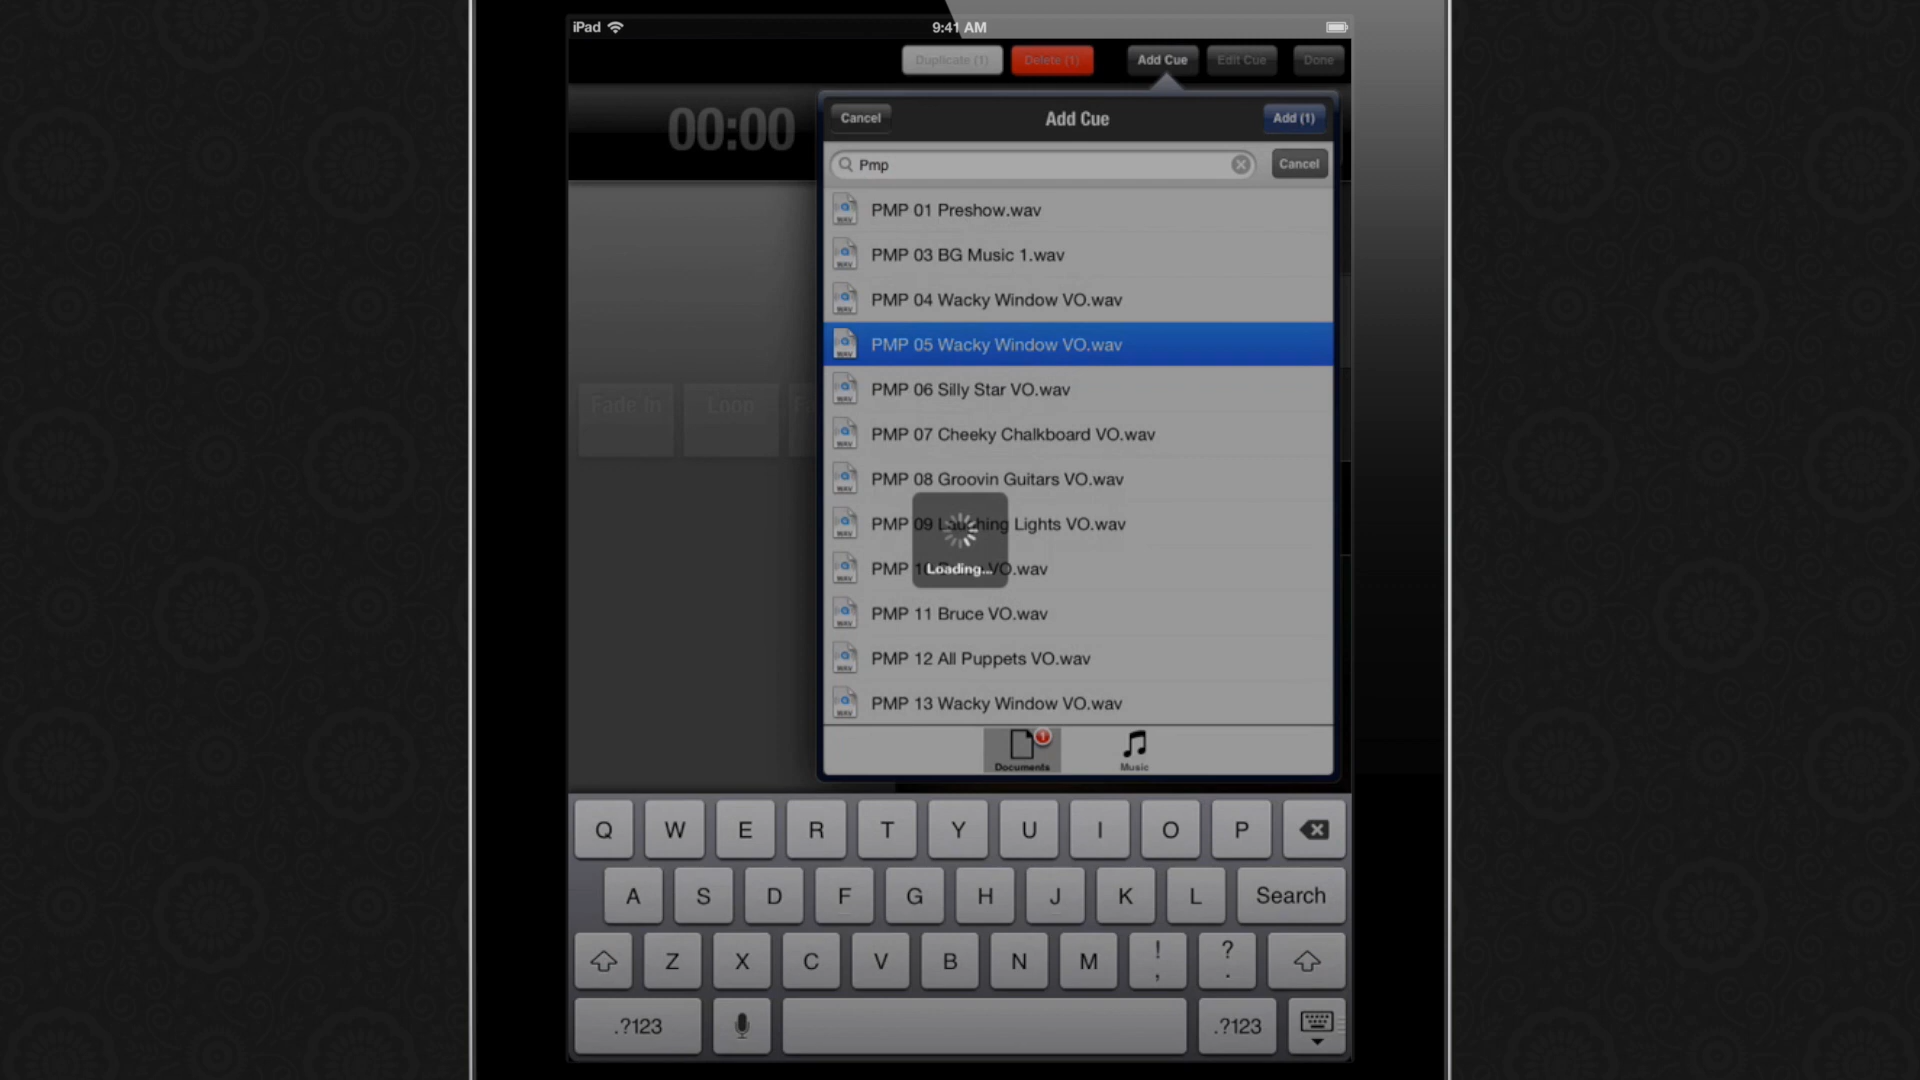 iPad
9:41 AM
Duplicate (1)
Delete (1)
Add Cue
Edit Cue
Done
00:00
Cancel
Add Cue
Add (1)
Pmp
Cancel
PMP 01 Preshow.wav
PMP 03 BG Music 1.wav
PMP 04 Wacky Window VO.wav
PMP 05 Wacky Window VO.wav
PMP 06 Silly Star VO.wav
PMP 07 Cheeky Chalkboard VO.wav
PMP 08 Groovin Guitars VO.wav
PMP 09 Laughing Lights VO.wav
PMP VO.wav
PMP 11 Bruce VO.wav
PMP 12 All Puppets VO.wav
PMP 13 Wacky Window VO.wav
Fade In
Loop
Loading...
1
Documents
Music
Q W E R T Y U I O P
A S D F G H J K L Search
Z X C V B N M ! , ? .
.?123 .?123